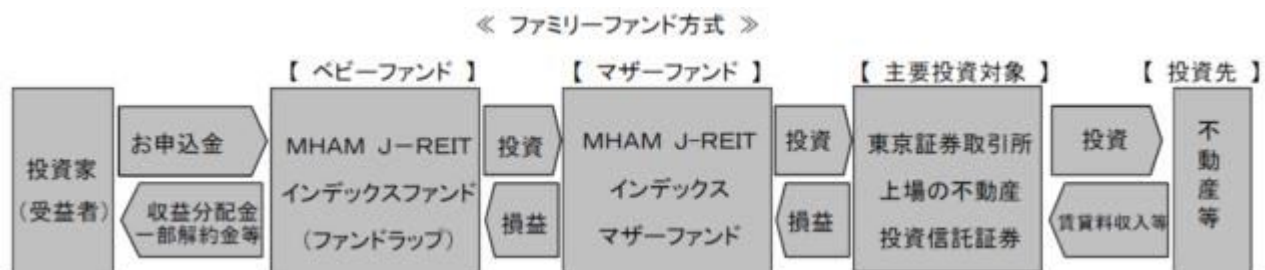 ≪ ファミリーファンド方式 ≫
【 ベビーファンド 】
【 マザーファンド 】
【 主要投資対象 】
【 投資先 】
投資家
(受益者)
お申込金
収益分配金
一部解約金等
MHAM J-REIT
インデックスファンド
(ファンドラップ)
投資
損益
MHAM J-REIT
インデックス
マザーファンド
投資
損益
東京証券取引所
上場の不動産
投資信託証券
投資
賃貸料収入等
不動産等